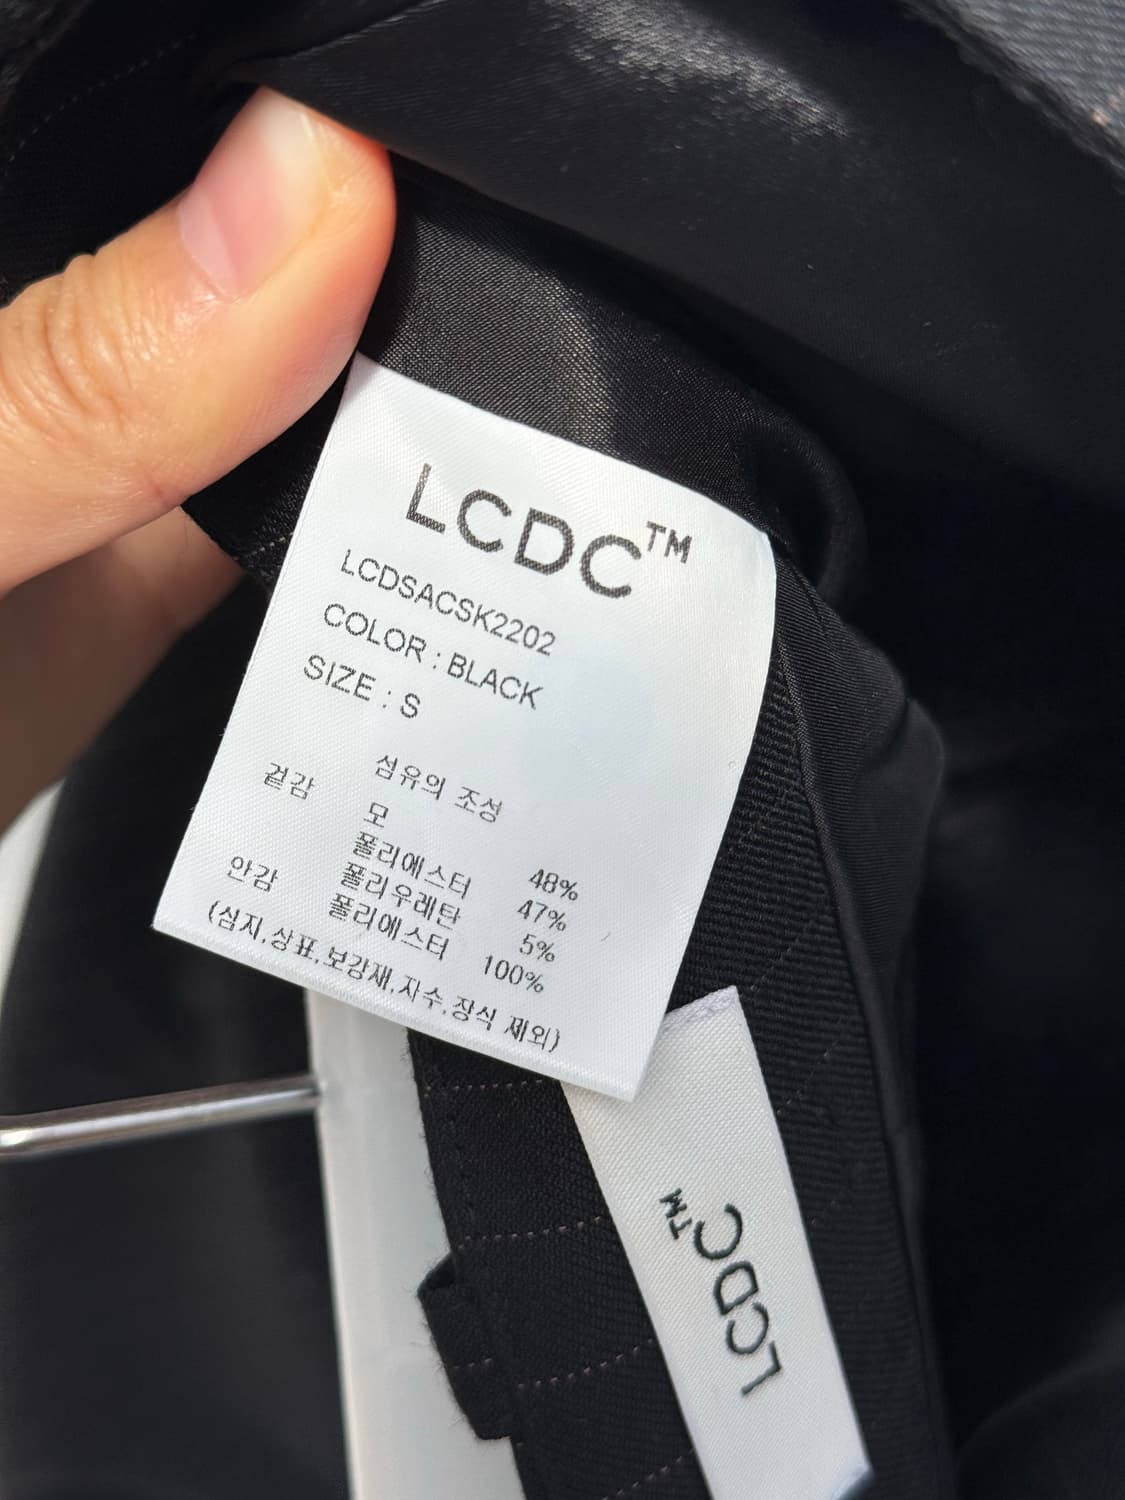 LCDC™
LCDSACSK2202
COLOR : BLACK
SIZE : S
섬유의 조성
겉감 모 48%
폴리에스터 47%
폴리우레탄 5%
안감 폴리에스터 100%
(심지,상표,보강재,자수,장식 제외)
LCDC™